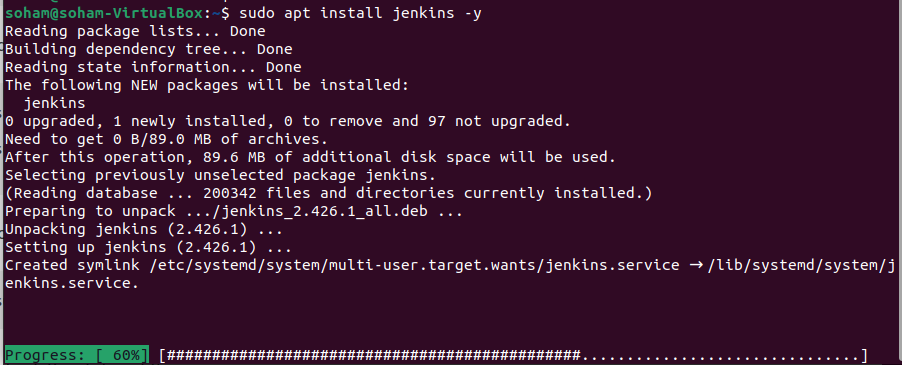 soham@soham-VirtualBox:~$ sudo apt install jenkins -y
Reading package lists... Done
Building dependency tree... Done
Reading state information... Done
The following NEW packages will be installed:
  jenkins
0 upgraded, 1 newly installed, 0 to remove and 97 not upgraded.
Need to get 0 B/89.0 MB of archives.
After this operation, 89.6 MB of additional disk space will be used.
Selecting previously unselected package jenkins.
(Reading database ... 200342 files and directories currently installed.)
Preparing to unpack .../jenkins_2.426.1_all.deb ...
Unpacking jenkins (2.426.1) ...
Setting up jenkins (2.426.1) ...
Created symlink /etc/systemd/system/multi-user.target.wants/jenkins.service → /lib/systemd/system/j
enkins.service.
Progress: [ 60%] [##############################################...............................]